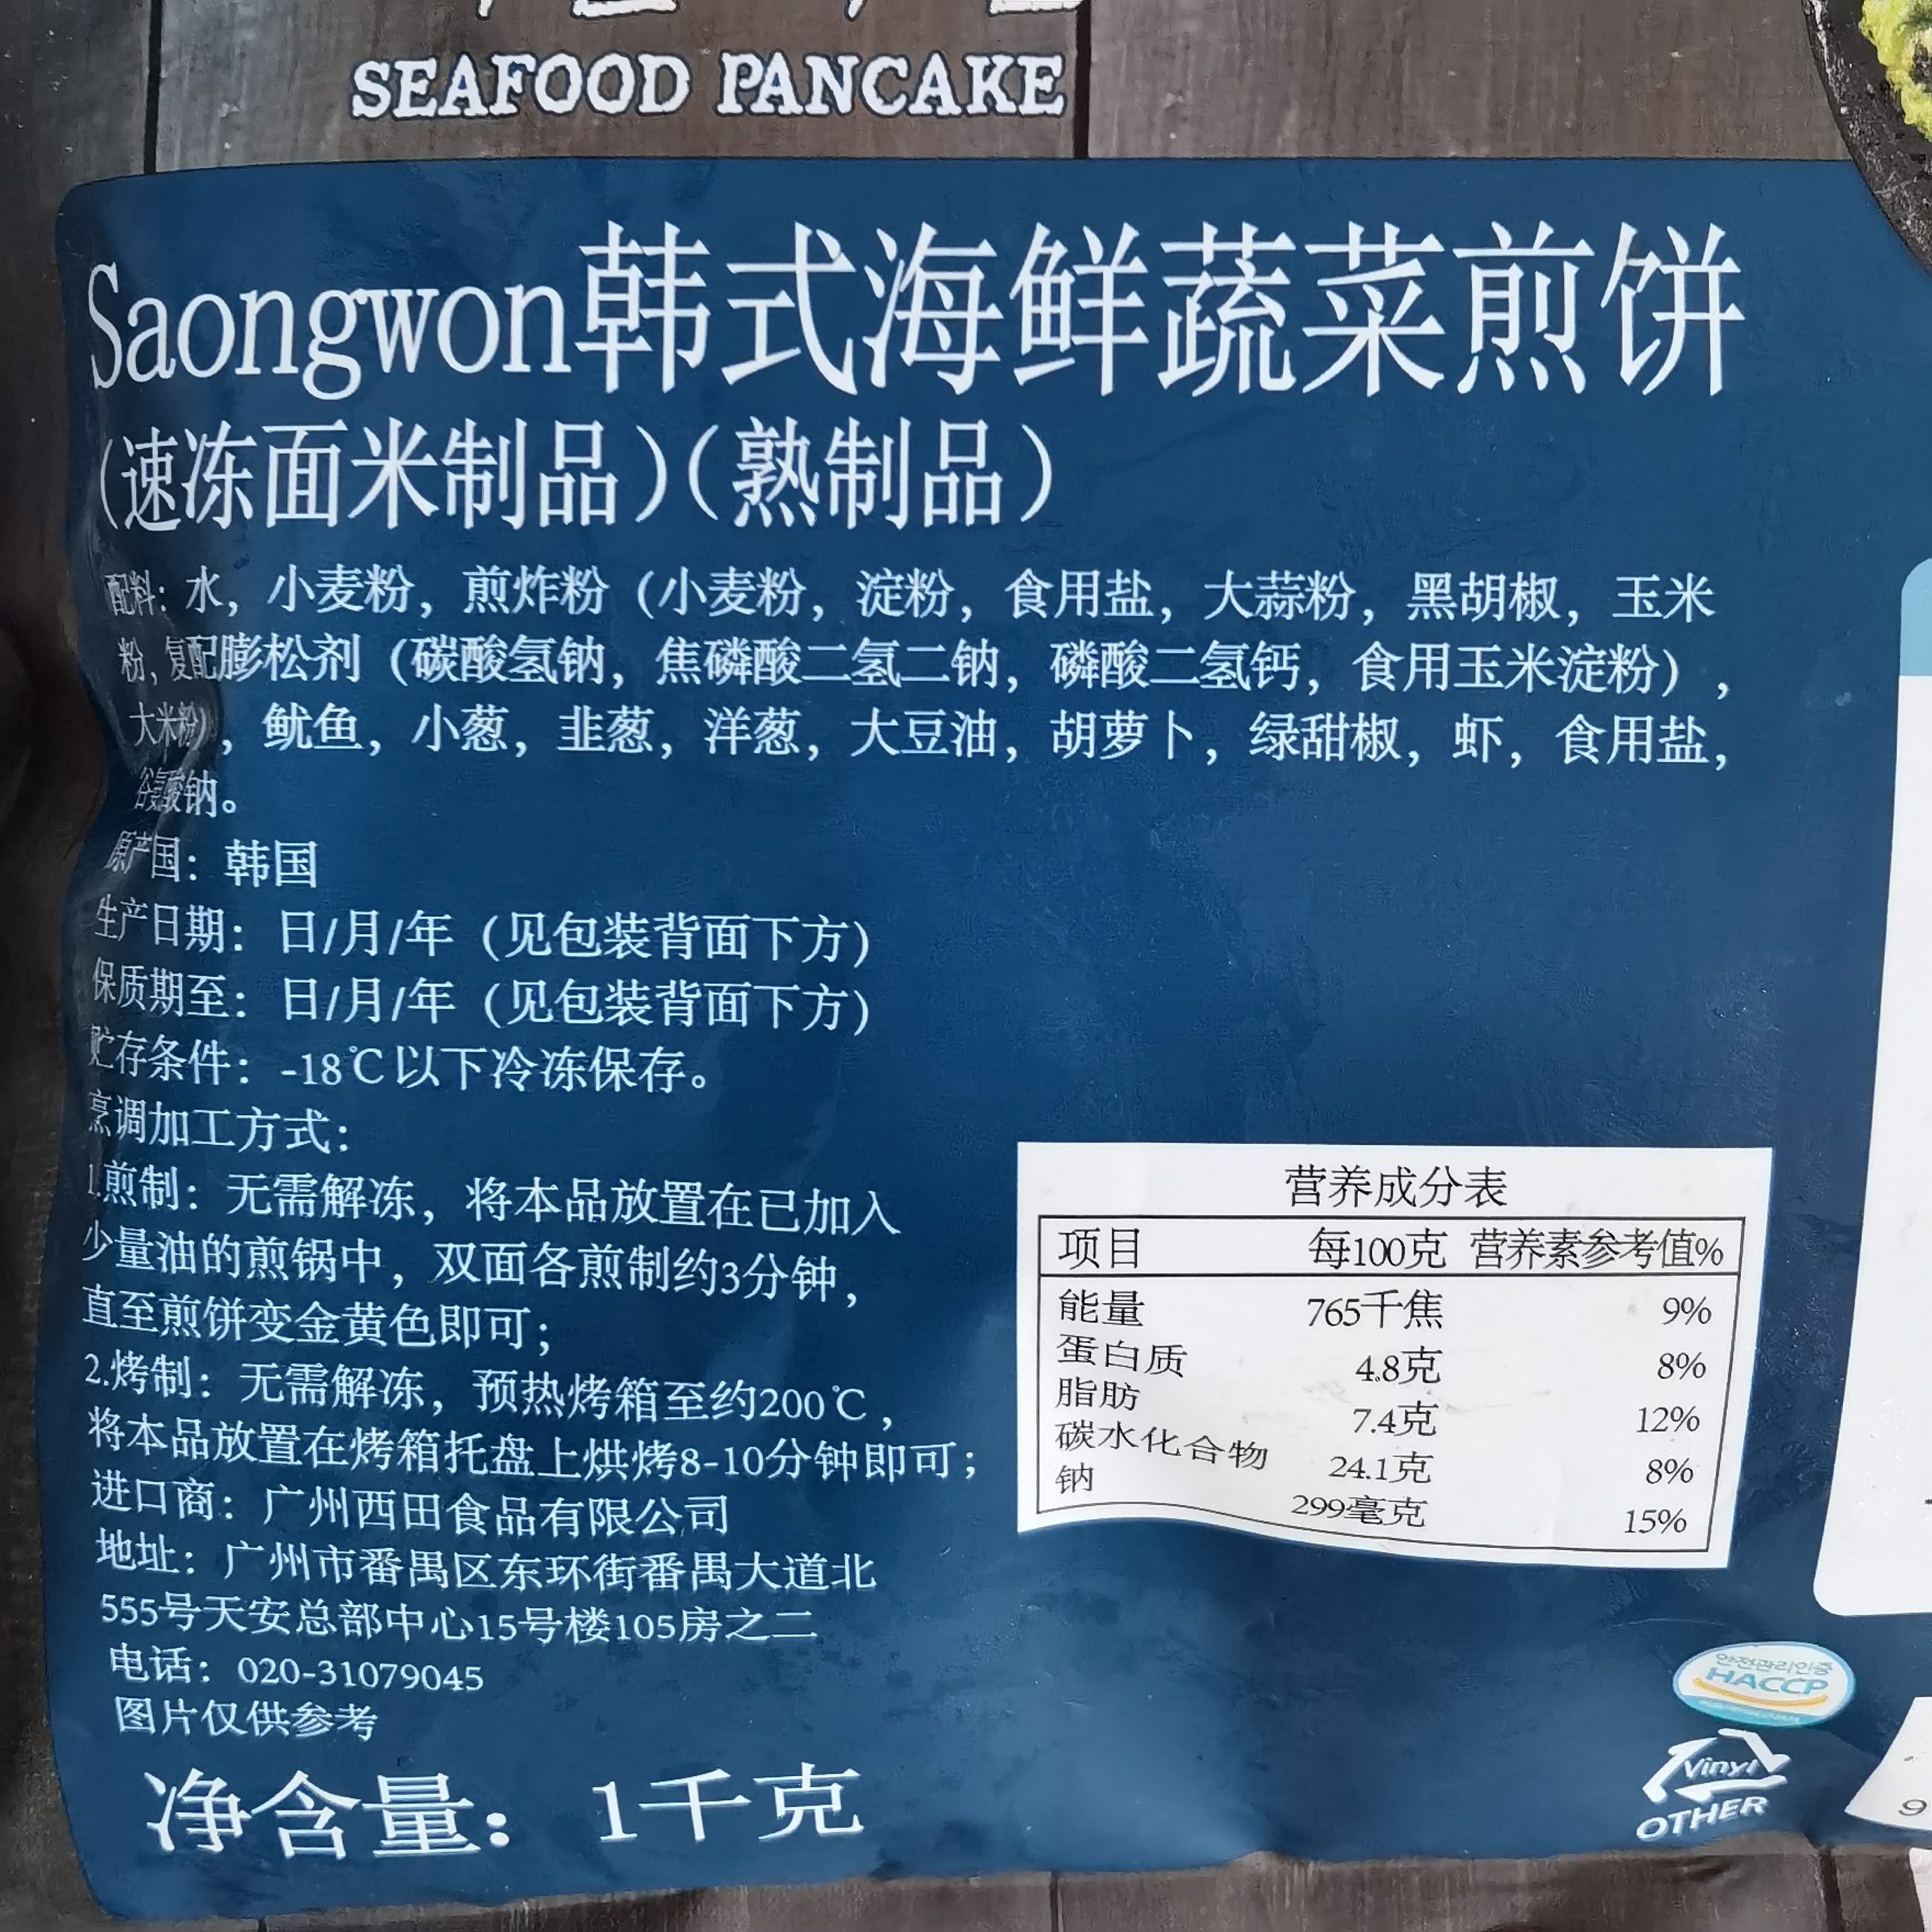 SEAFOOD PANCAKE
Saongwon韩式海鲜蔬菜煎饼
（速冻面米制品）（熟制品）
配料：水，小麦粉，煎炸粉（小麦粉，淀粉，食用盐，大蒜粉，黑胡椒，玉米
粉，复配膨松剂（碳酸氢钠，焦磷酸二氢二钠，磷酸二氢钙，食用玉米淀粉），
大米粉），鱿鱼，小葱，韭葱，洋葱，大豆油，胡萝卜，绿甜椒，虾，食用盐，
谷氨酸钠。
原产国：韩国
生产日期：日/月/年（见包装背面下方）
保质期至：日/月/年（见包装背面下方）
贮存条件：-18℃以下冷冻保存。
烹调加工方式：
1.煎制：无需解冻，将本品放置在已加入
少量油的煎锅中，双面各煎制约3分钟，
直至煎饼变金黄色即可；
2.烤制：无需解冻，预热烤箱至约200℃，
将本品放置在烤箱托盘上烘烤8-10分钟即可；
进口商：广州西田食品有限公司
地址：广州市番禺区东环街番禺大道北
555号天安总部中心15号楼105房之二
电话：020-31079045
图片仅供参考
净含量：1千克
营养成分表
项目 每100克 营养素参考值%
能量 765千焦 9%
蛋白质 4.8克 8%
脂肪 7.4克 12%
碳水化合物 24.1克 8%
钠 299毫克 15%
안전관리인증
HACCP
Vinyl
OTHER
9